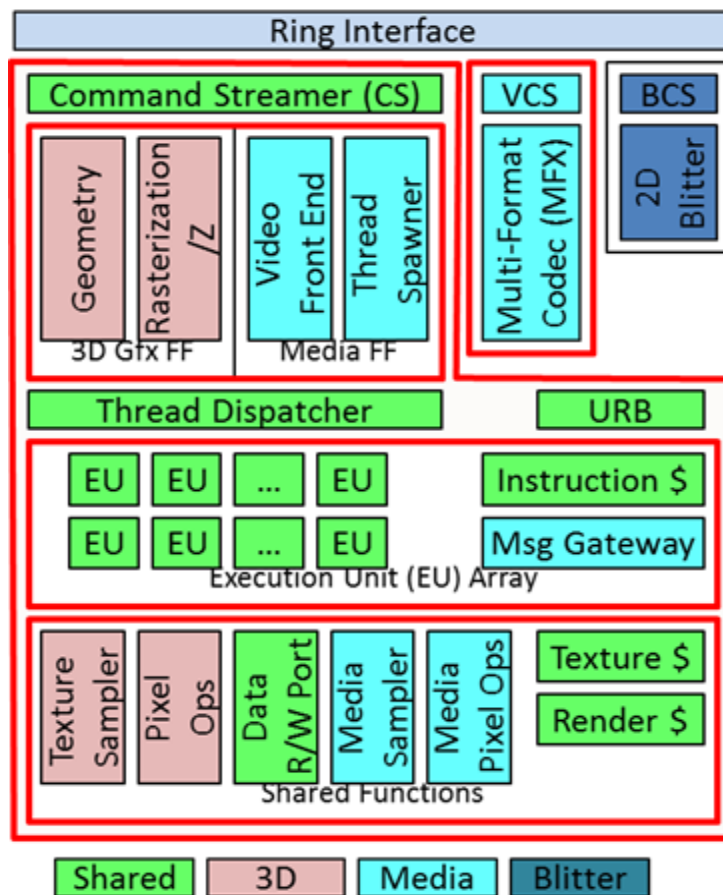 Ring Interface
Command Streamer (CS)
VCS
BCS
Geometry
Rasterization
/Z
Video
Front End
Thread
Spawner
Multi-Format
Codec (MFX)
2D
Blitter
3D Gfx FF
Media FF
Thread Dispatcher
URB
EU
EU
...
EU
Instruction $
EU
EU
...
EU
Msg Gateway
Execution Unit (EU) Array
Texture
Sampler
Pixel
Ops
Data
R/W Port
Media
Sampler
Media
Pixel Ops
Texture $
Render $
Shared Functions
Shared
3D
Media
Blitter